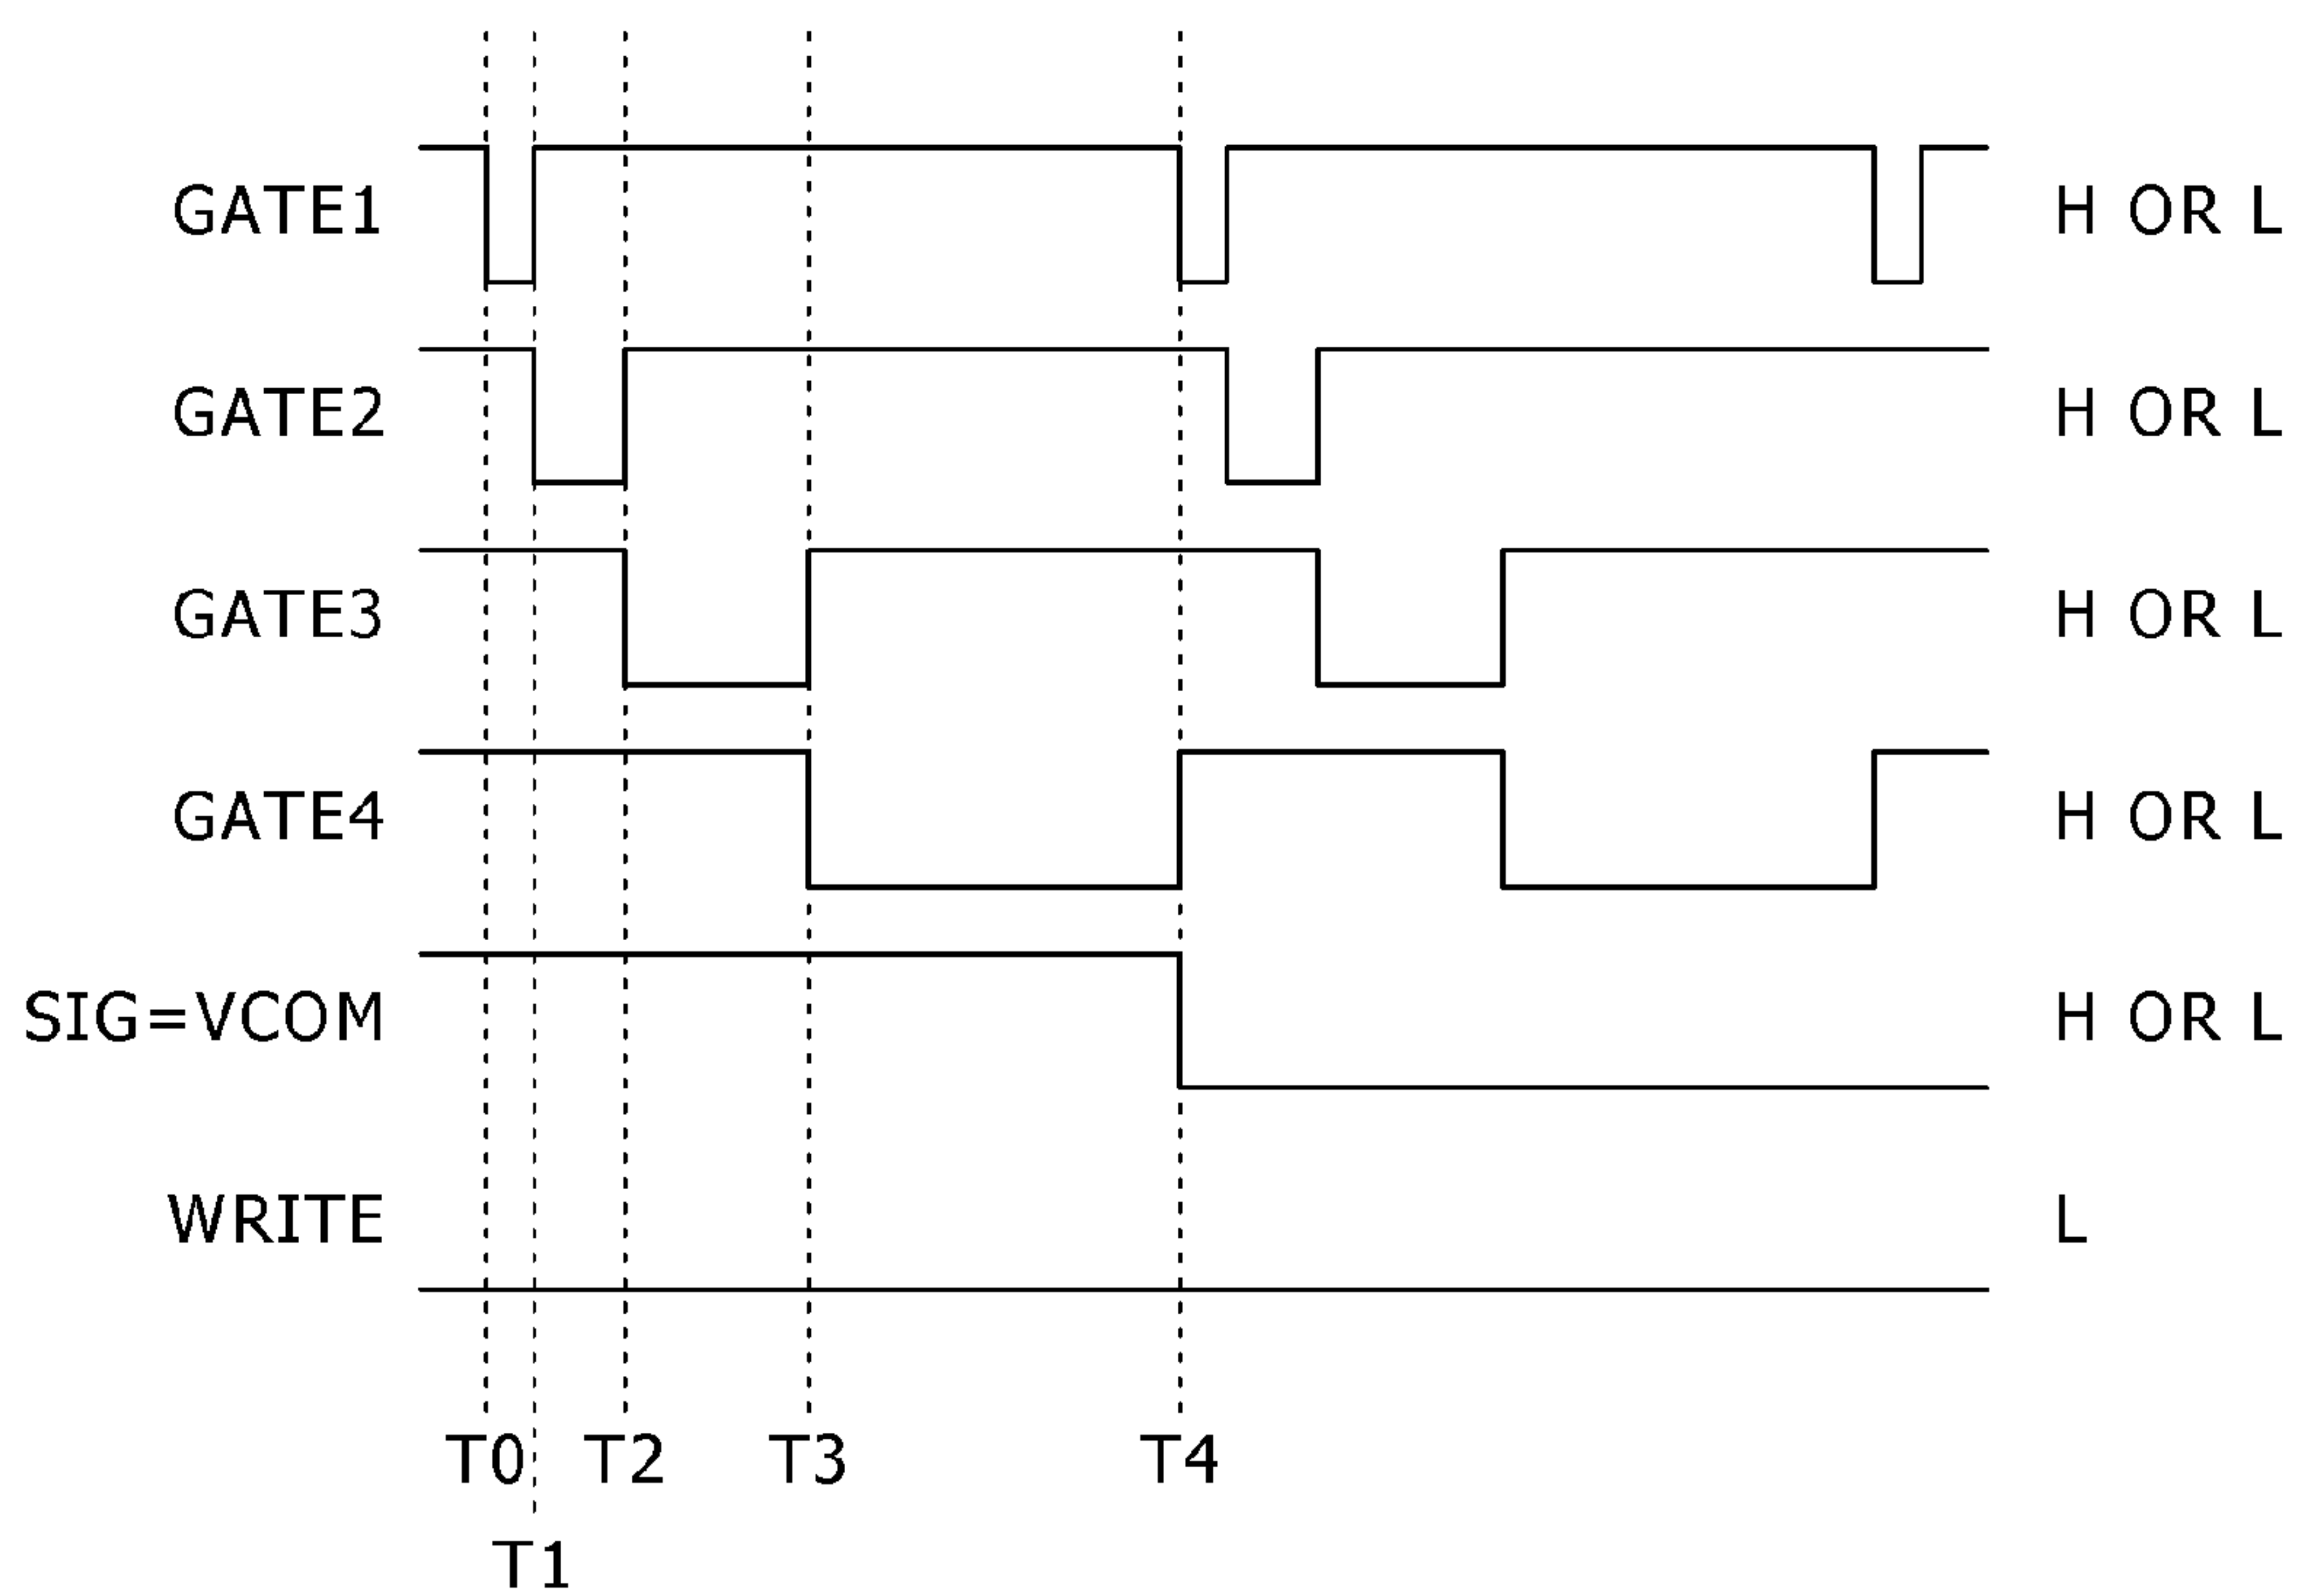 GATE1 H OR L
GATE2 H OR L
GATE3 H OR L
GATE4 H OR L
SIG=VCOM H OR L
WRITE L
T0 T2 T3 T4
T1